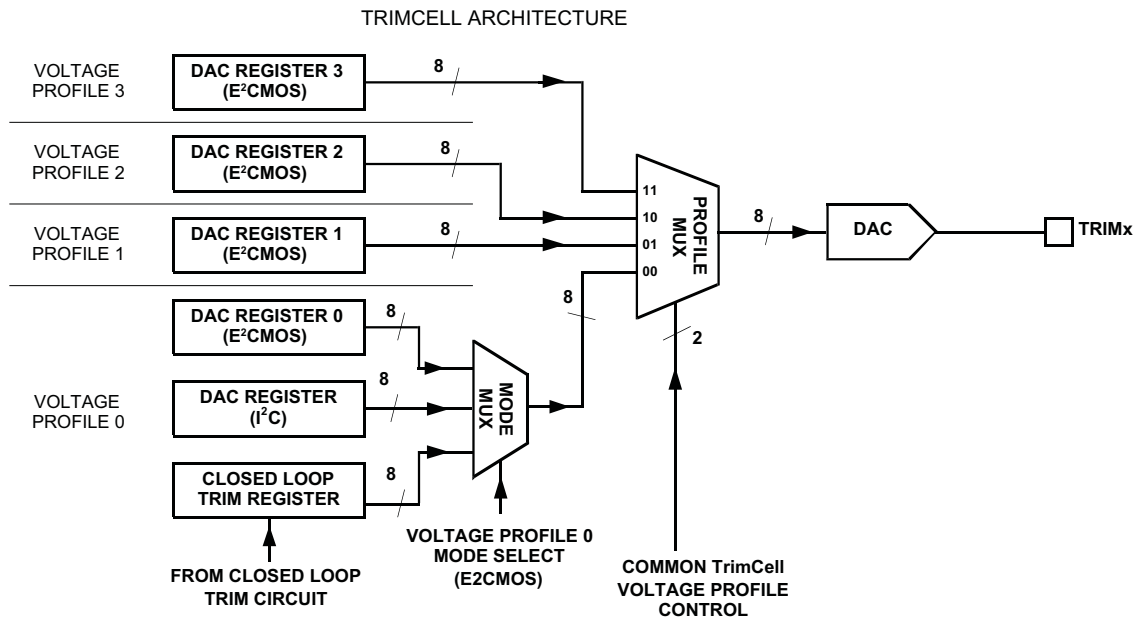 TRIMCELL ARCHITECTURE
VOLTAGE
PROFILE 3
DAC REGISTER 3
(E²CMOS)
8
VOLTAGE
PROFILE 2
DAC REGISTER 2
(E²CMOS)
8
VOLTAGE
PROFILE 1
DAC REGISTER 1
(E²CMOS)
8
11
10
01
00
PROFILE
MUX
8
DAC
TRIMx
2
8
VOLTAGE
PROFILE 0
DAC REGISTER 0
(E²CMOS)
8
DAC REGISTER
(I²C)
8
CLOSED LOOP
TRIM REGISTER
8
MODE
MUX
FROM CLOSED LOOP
TRIM CIRCUIT
VOLTAGE PROFILE 0
MODE SELECT
(E2CMOS)
COMMON TrimCell
VOLTAGE PROFILE
CONTROL